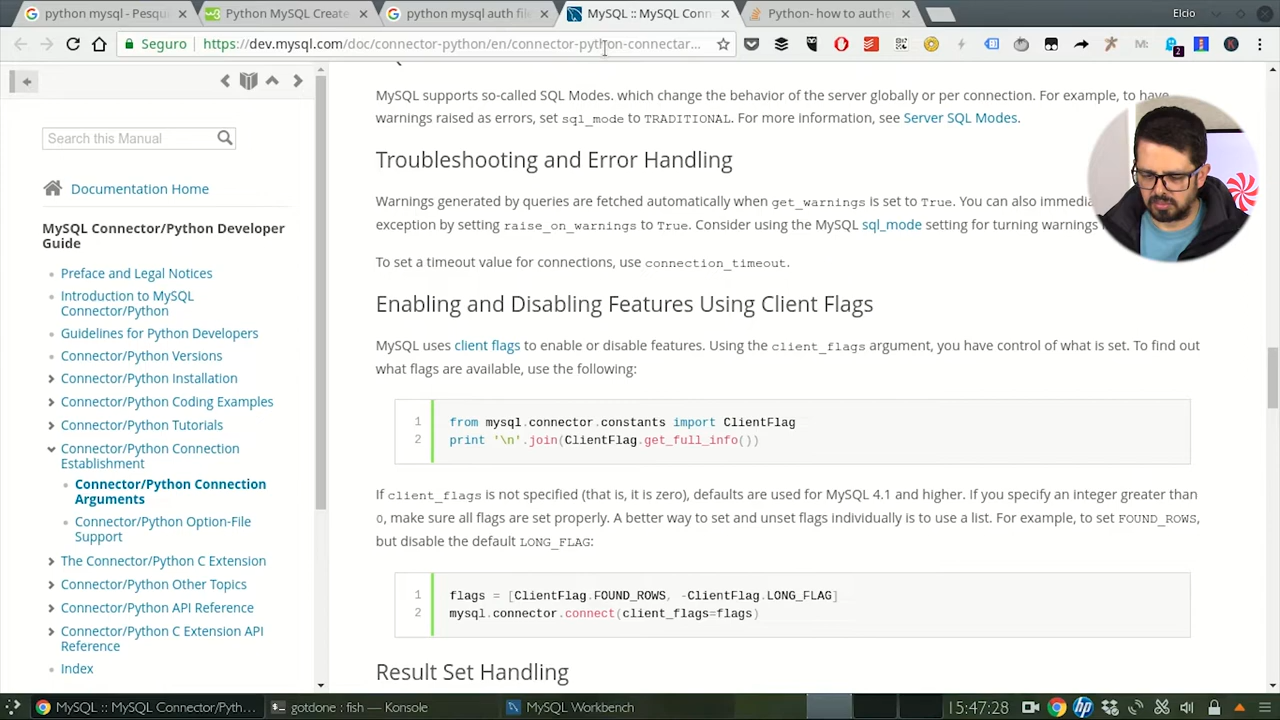 python mysql - Pesqui
Python MySQL Create
python mysql auth file
MySQL :: MySQL Conn
Python- how to authe
Elcio
Seguro
https://dev.mysql.com/doc/connector-python/en/connector-python-connectar...
Search this Manual
Documentation Home
MySQL Connector/Python Developer
Guide
Preface and Legal Notices
Introduction to MySQL
Connector/Python
Guidelines for Python Developers
Connector/Python Versions
Connector/Python Installation
Connector/Python Coding Examples
Connector/Python Tutorials
Connector/Python Connection
Establishment
Connector/Python Connection
Arguments
Connector/Python Option-File
Support
The Connector/Python C Extension
Connector/Python Other Topics
Connector/Python API Reference
Connector/Python C Extension API
Reference
Index
MySQL supports so-called SQL Modes. which change the behavior of the server globally or per connection. For example, to have
warnings raised as errors, set sql_mode to TRADITIONAL. For more information, see Server SQL Modes.
Troubleshooting and Error Handling
Warnings generated by queries are fetched automatically when get_warnings is set to True. You can also immedia
exception by setting raise_on_warnings to True. Consider using the MySQL sql_mode setting for turning warnings
To set a timeout value for connections, use connection_timeout.
Enabling and Disabling Features Using Client Flags
MySQL uses client flags to enable or disable features. Using the client_flags argument, you have control of what is set. To find out
what flags are available, use the following:
1 from mysql.connector.constants import ClientFlag
2 print '\n'.join(ClientFlag.get_full_info())
If client_flags is not specified (that is, it is zero), defaults are used for MySQL 4.1 and higher. If you specify an integer greater than
0, make sure all flags are set properly. A better way to set and unset flags individually is to use a list. For example, to set FOUND_ROWS,
but disable the default LONG_FLAG:
1 flags = [ClientFlag.FOUND_ROWS, -ClientFlag.LONG_FLAG]
2 mysql.connector.connect(client_flags=flags)
Result Set Handling
MySQL :: MySQL Connector/Pyth...
gotdone : fish — Konsole
MySQL Workbench
15:47:28